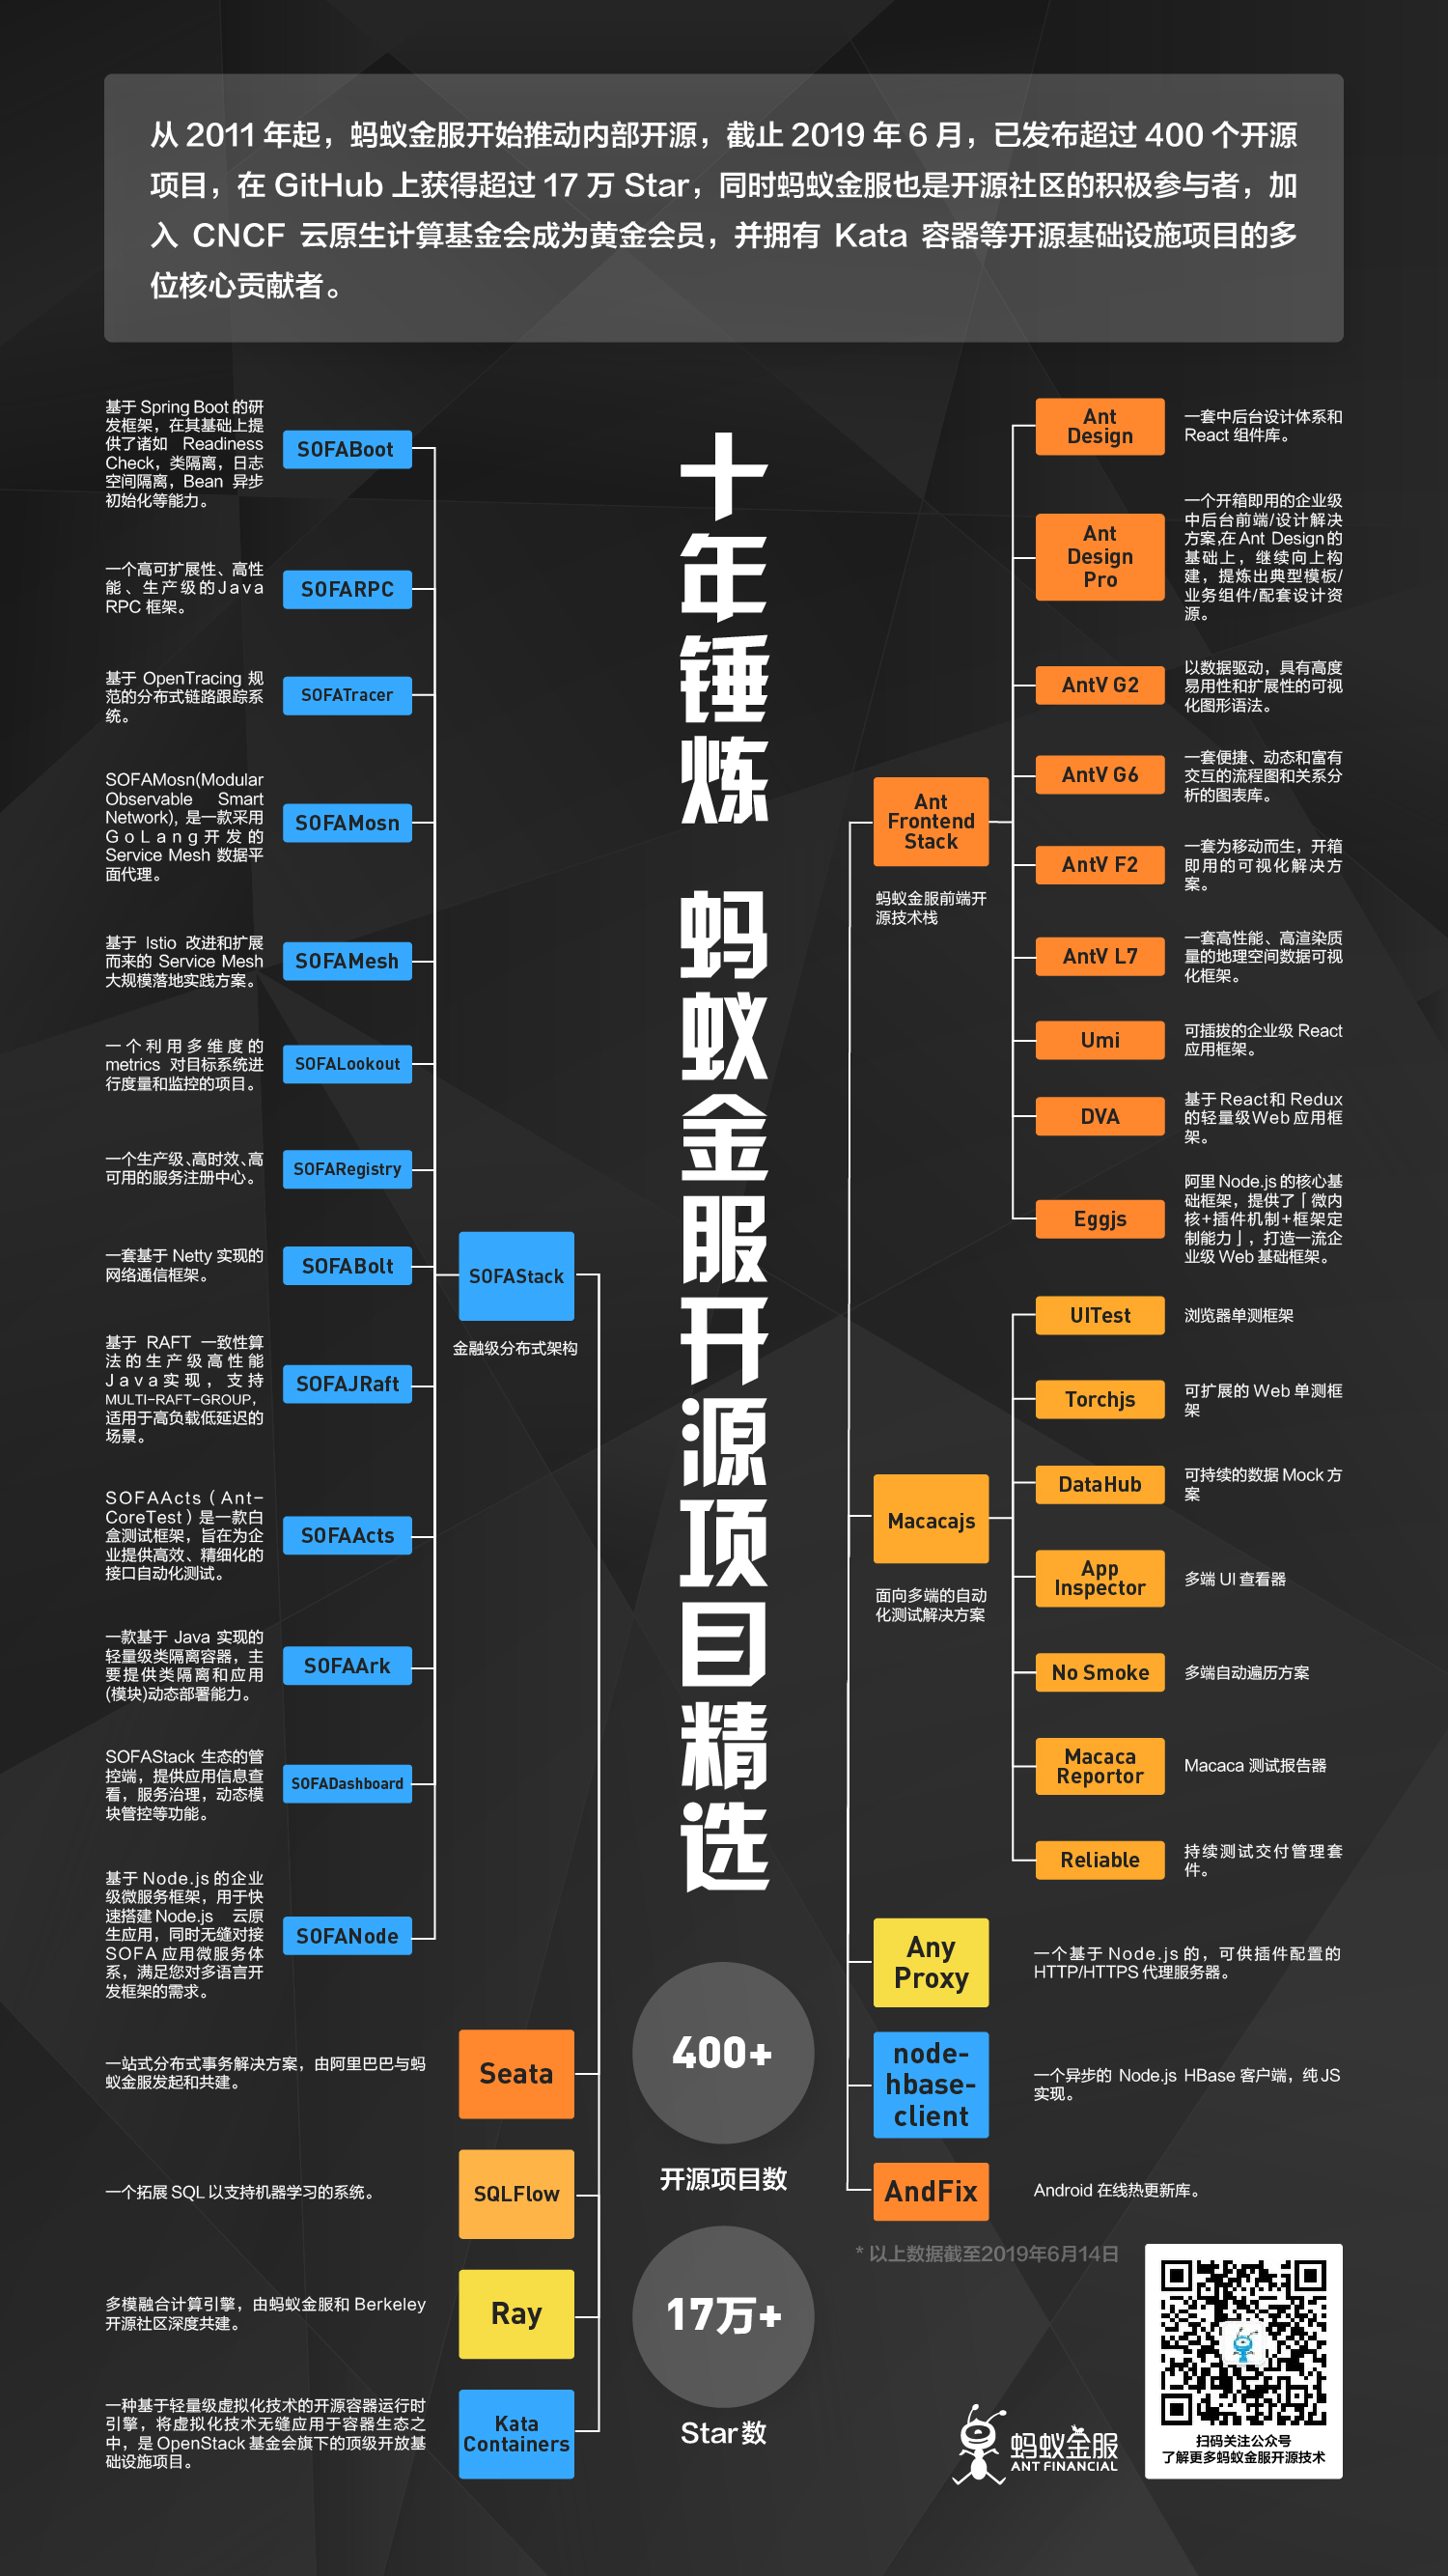 从 2011 年起，蚂蚁金服开始推动内部开源，截止 2019 年 6 月，已发布超过 400 个开源
项目，在 GitHub 上获得超过 17 万 Star，同时蚂蚁金服也是开源社区的积极参与者，加
入 CNCF 云原生计算基金会成为黄金会员，并拥有 Kata 容器等开源基础设施项目的多
位核心贡献者。
十年锤炼 蚂蚁金服开源项目精选
基于 Spring Boot 的研
发框架，在其基础上提
供了诸如 Readiness
Check，类隔离，日志
空间隔离，Bean 异步
初始化等能力。
SOFABoot
一个高可扩展性、高性
能、生产级的Java
RPC 框架。
SOFARPC
基于 OpenTracing 规
范的分布式链路跟踪系
统。
SOFATracer
SOFAMosn(Modular
Observable Smart
Network), 是一款采用
GoLang开发的
Service Mesh 数据平
面代理。
SOFAMosn
基于 Istio 改进和扩展
而来的 Service Mesh
大规模落地实践方案。
SOFAMesh
一个利用多维度的
metrics 对目标系统进
行度量和监控的项目。
SOFALookout
一个生产级、高时效、高
可用的服务注册中心。
SOFARegistry
一套基于 Netty 实现的
网络通信框架。
SOFABolt
基于 RAFT 一致性算
法的生产级高性能
Java实现，支持
MULTI-RAFT-GROUP，
适用于高负载低延迟的
场景。
SOFAJRaft
SOFAActs（Ant-
CoreTest）是一款白
盒测试框架，旨在为企
业提供高效、精细化的
接口自动化测试。
SOFAActs
一款基于 Java 实现的
轻量级类隔离容器，主
要提供类隔离和应用
(模块)动态部署能力。
SOFAArk
SOFAStack 生态的管
控端，提供应用信息查
看，服务治理，动态模
块管控等功能。
SOFADashboard
基于 Node.js 的企业
级微服务框架，用于快
速搭建 Node.js 云原
生应用，同时无缝对接
SOFA 应用微服务体
系，满足您对多语言开
发框架的需求。
SOFANode
SOFAStack
金融级分布式架构
一站式分布式事务解决方案，由阿里巴巴与蚂
蚁金服发起和共建。
Seata
一个拓展 SQL 以支持机器学习的系统。
SQLFlow
多模融合计算引擎，由蚂蚁金服和 Berkeley
开源社区深度共建。
Ray
一种基于轻量级虚拟化技术的开源容器运行时
引擎，将虚拟化技术无缝应用于容器生态之
中，是 OpenStack 基金会旗下的顶级开放基
础设施项目。
Kata
Containers
400+
开源项目数
17万+
Star数
Ant
Frontend
Stack
蚂蚁金服前端开
源技术栈
Ant
Design
一套中后台设计体系和
React 组件库。
Ant
Design
Pro
一个开箱即用的企业级
中后台前端/设计解决
方案,在Ant Design的
基础上，继续向上构
建，提炼出典型模板/
业务组件/配套设计资
源。
AntV G2
以数据驱动，具有高度
易用性和扩展性的可视
化图形语法。
AntV G6
一套便捷、动态和富有
交互的流程图和关系分
析的图表库。
AntV F2
一套为移动而生，开箱
即用的可视化解决方
案。
AntV L7
一套高性能、高渲染质
量的地理空间数据可视
化框架。
Umi
可插拔的企业级 React
应用框架。
DVA
基于React和 Redux
的轻量级Web应用框
架。
Eggjs
阿里 Node.js 的核心基
础框架，提供了「微内
核+插件机制+框架定
制能力」，打造一流企
业级 Web 基础框架。
Macacajs
面向多端的自动
化测试解决方案
UITest
浏览器单测框架
Torchjs
可扩展的 Web 单测框
架
DataHub
可持续的数据 Mock 方
案
App
Inspector
多端 UI 查看器
No Smoke
多端自动遍历方案
Macaca
Reportor
Macaca 测试报告器
Reliable
持续测试交付管理套
件。
Any
Proxy
一个基于 Node.js 的，可供插件配置的
HTTP/HTTPS 代理服务器。
node-
hbase-
client
一个异步的 Node.js HBase 客户端，纯 JS
实现。
AndFix
Android 在线热更新库。
* 以上数据截至2019年6月14日
蚂蚁金服
ANT FINANCIAL
扫码关注公众号
了解更多蚂蚁金服开源技术